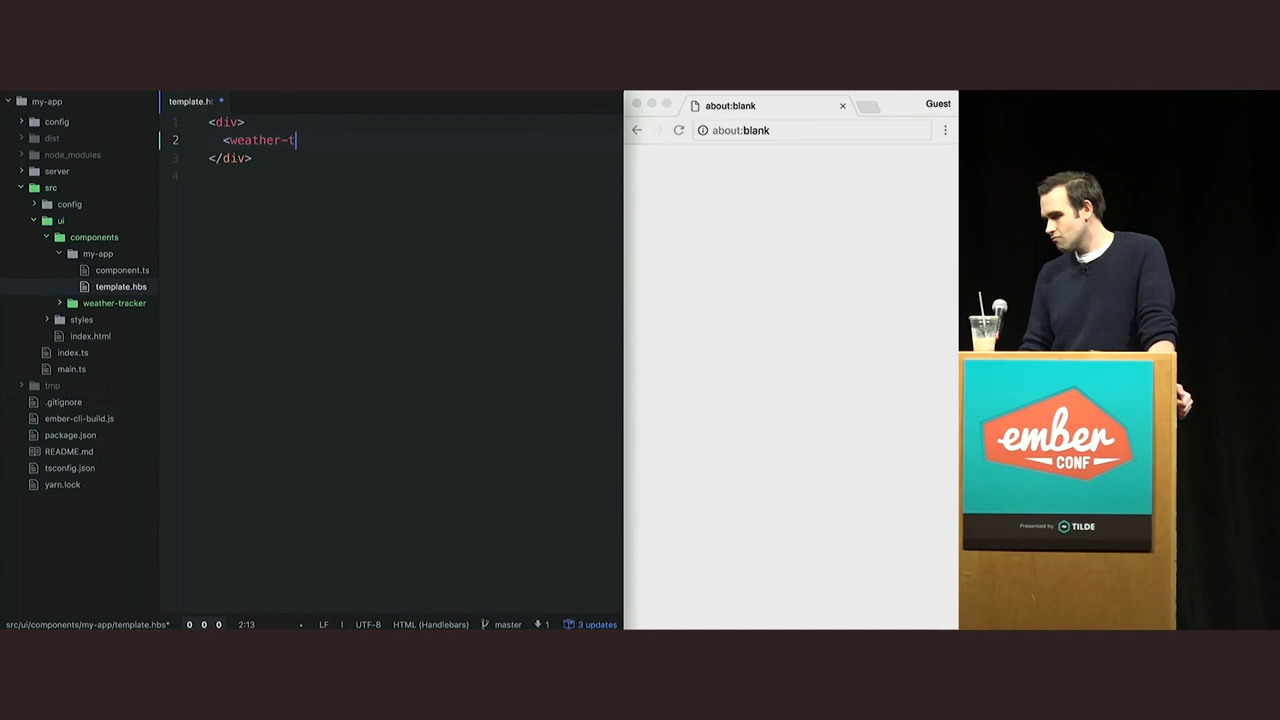 my-app
config
dist
node_modules
server
src
config
ui
components
my-app
component.ts
template.hbs
weather-tracker
styles
index.html
index.ts
main.ts
tmp
.gitignore
ember-cli-build.js
package.json
README.md
tsconfig.json
yarn.lock
template.hl
1 <div>
2 <weather-t
3 </div>
4
src/ui/components/my-app/template.hbs* 0 0 0 2:13 LF UTF-8 HTML (Handlebars) master 1 3 updates
about:blank
Guest
about:blank
ember
CONF
Presented by TILDE